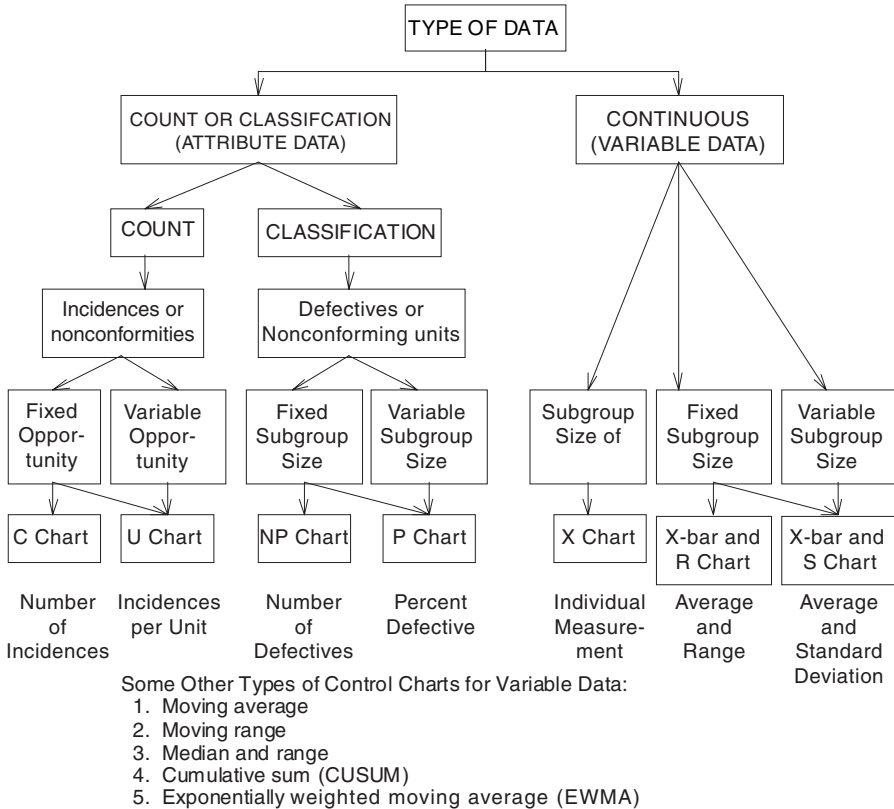 TYPE OF DATA
COUNT OR CLASSIFCATION
(ATTRIBUTE DATA)
CONTINUOUS
(VARIABLE DATA)
COUNT
CLASSIFICATION
Incidences or
nonconformities
Defectives or
Nonconforming units
Fixed
Oppor-
tunity
Variable
Oppor-
tunity
Fixed
Subgroup
Size
Variable
Subgroup
Size
Subgroup
Size of
Fixed
Subgroup
Size
Variable
Subgroup
Size
C Chart
U Chart
NP Chart
P Chart
X Chart
X-bar and
R Chart
X-bar and
S Chart
Number
of
Incidences
Incidences
per Unit
Number
of
Defectives
Percent
Defective
Individual
Measure-
ment
Average
and
Range
Average
and
Standard
Deviation
Some Other Types of Control Charts for Variable Data:
1. Moving average
2. Moving range
3. Median and range
4. Cumulative sum (CUSUM)
5. Exponentially weighted moving average (EWMA)